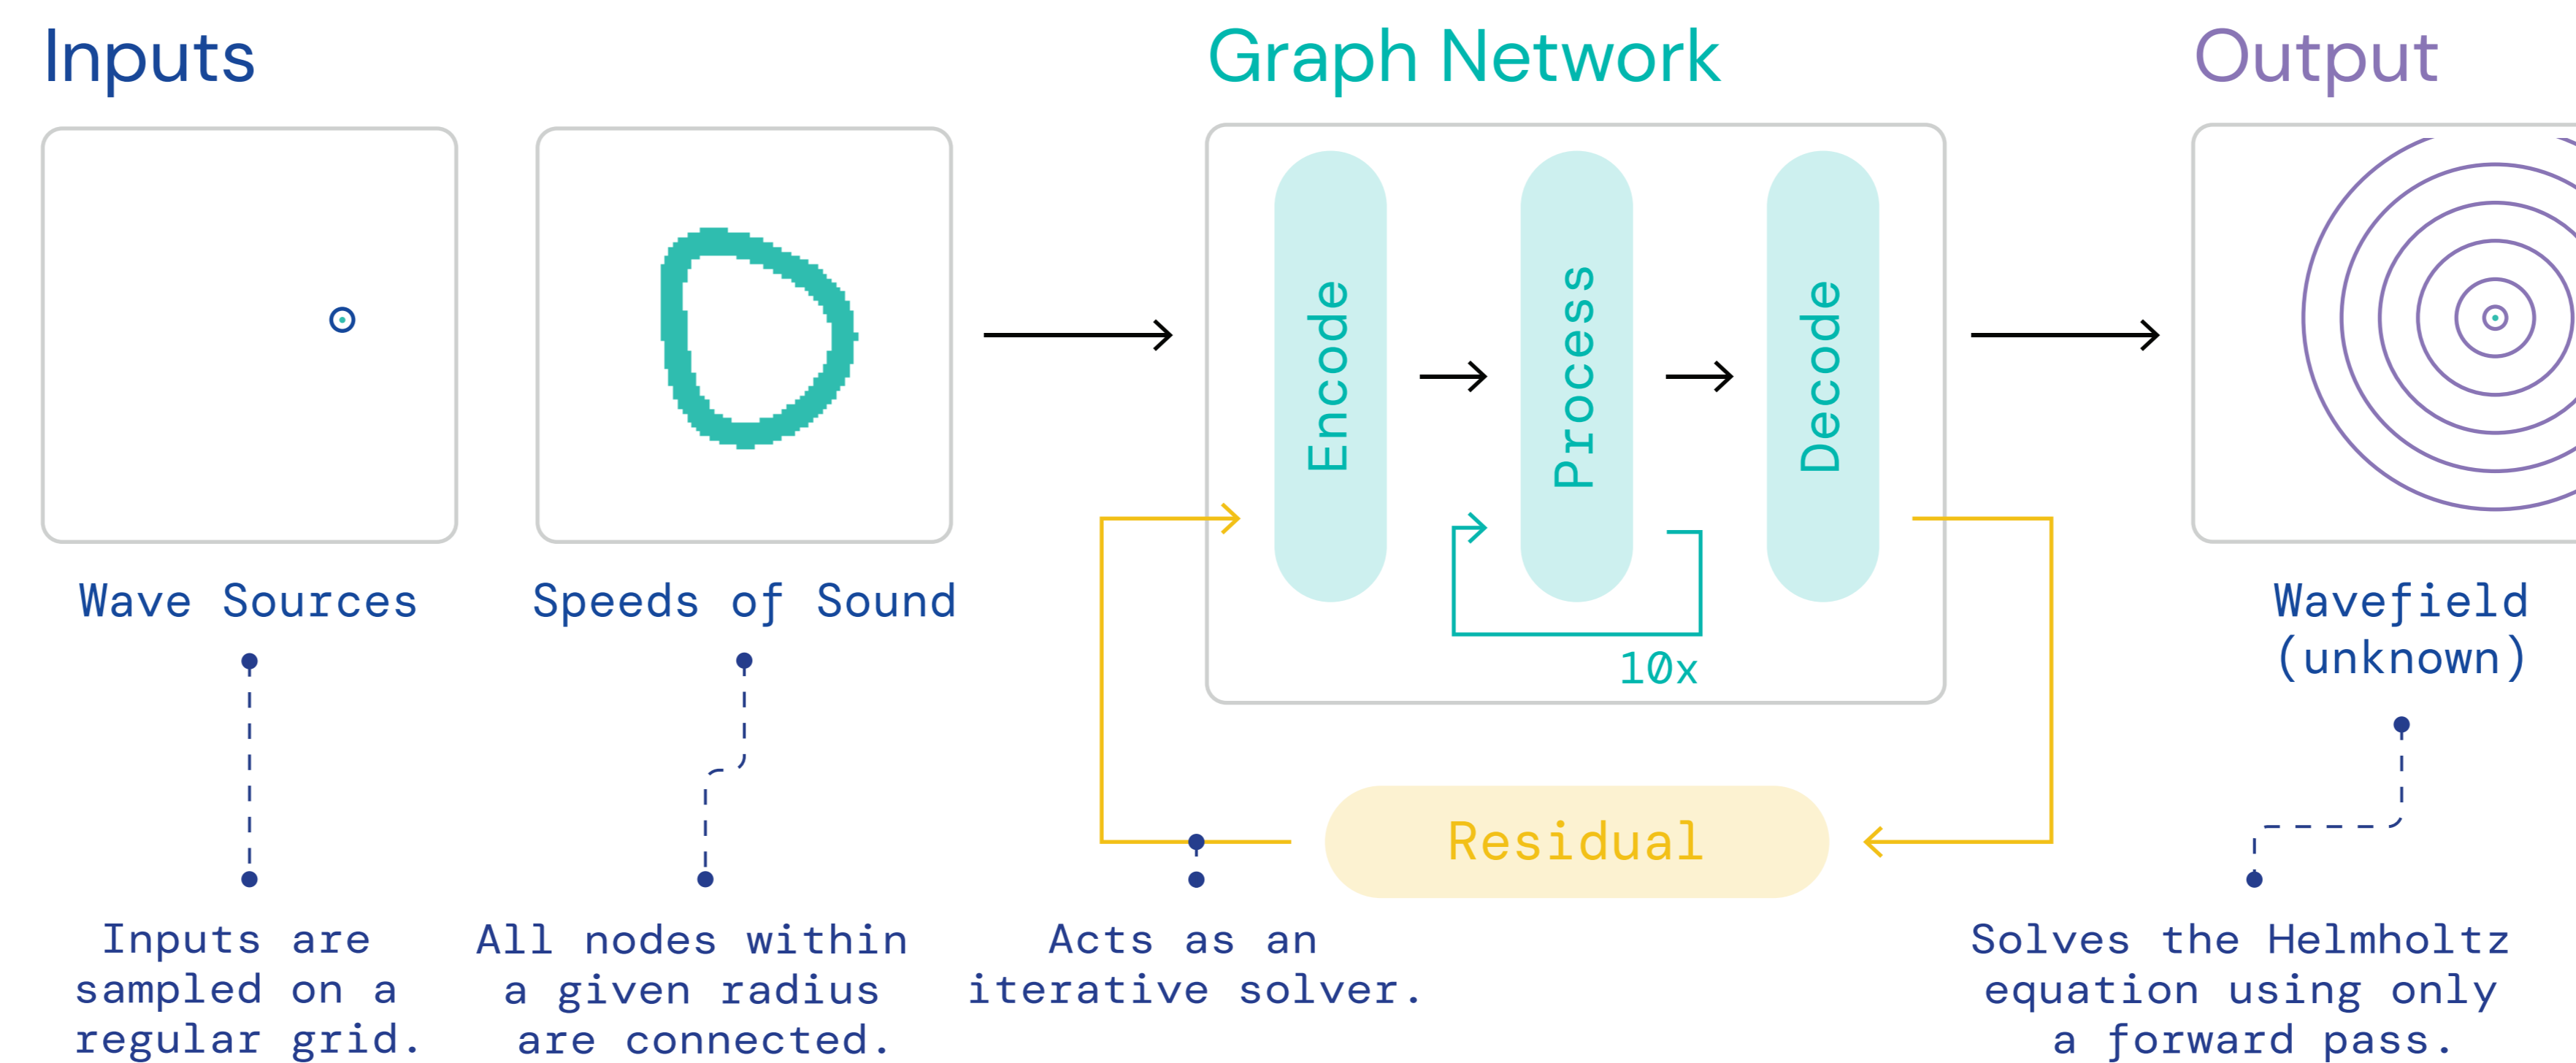 Inputs
Graph Network
Output
Encode
Process
Decode
10x
Wave Sources
Speeds of Sound
Wavefield
(unknown)
Residual
Inputs are
sampled on a
regular grid.
All nodes within
a given radius
are connected.
Acts as an
iterative solver.
Solves the Helmholtz
equation using only
a forward pass.